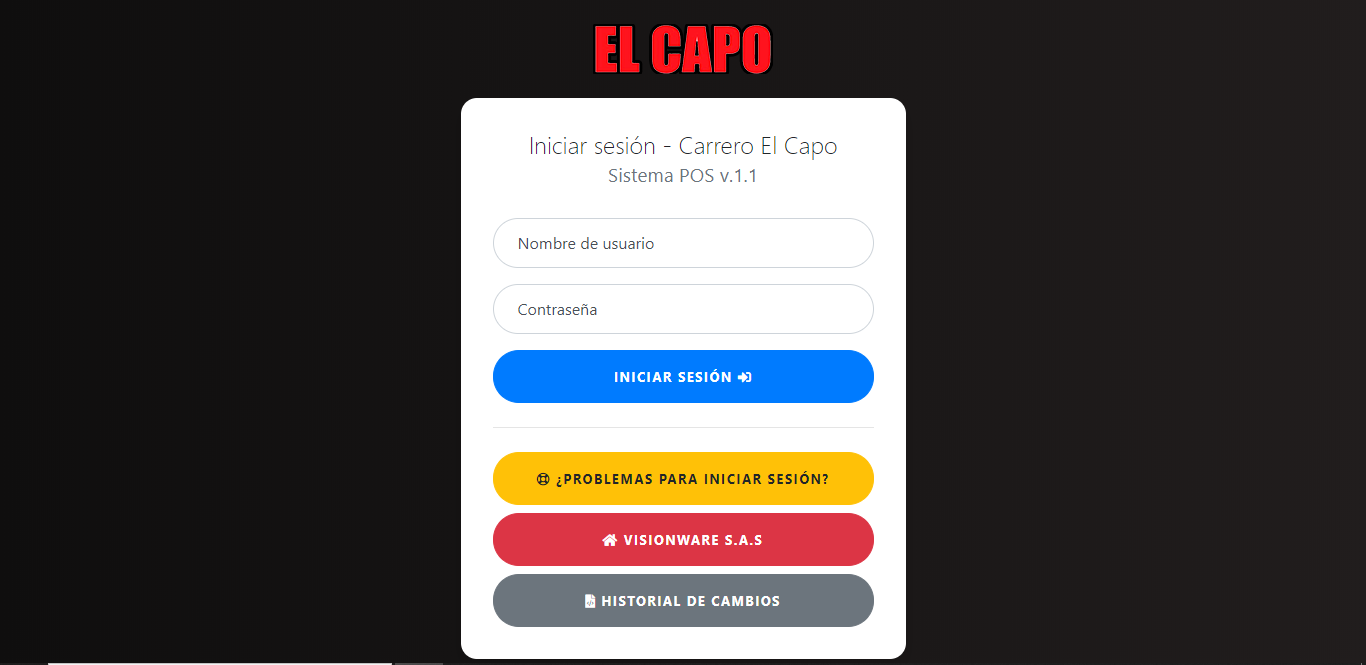 EL CAPO
Iniciar sesión - Carrero El Capo
Sistema POS v.1.1
Nombre de usuario
Contraseña
INICIAR SESIÓN
¿PROBLEMAS PARA INICIAR SESIÓN?
VISIONWARE S.A.S
HISTORIAL DE CAMBIOS